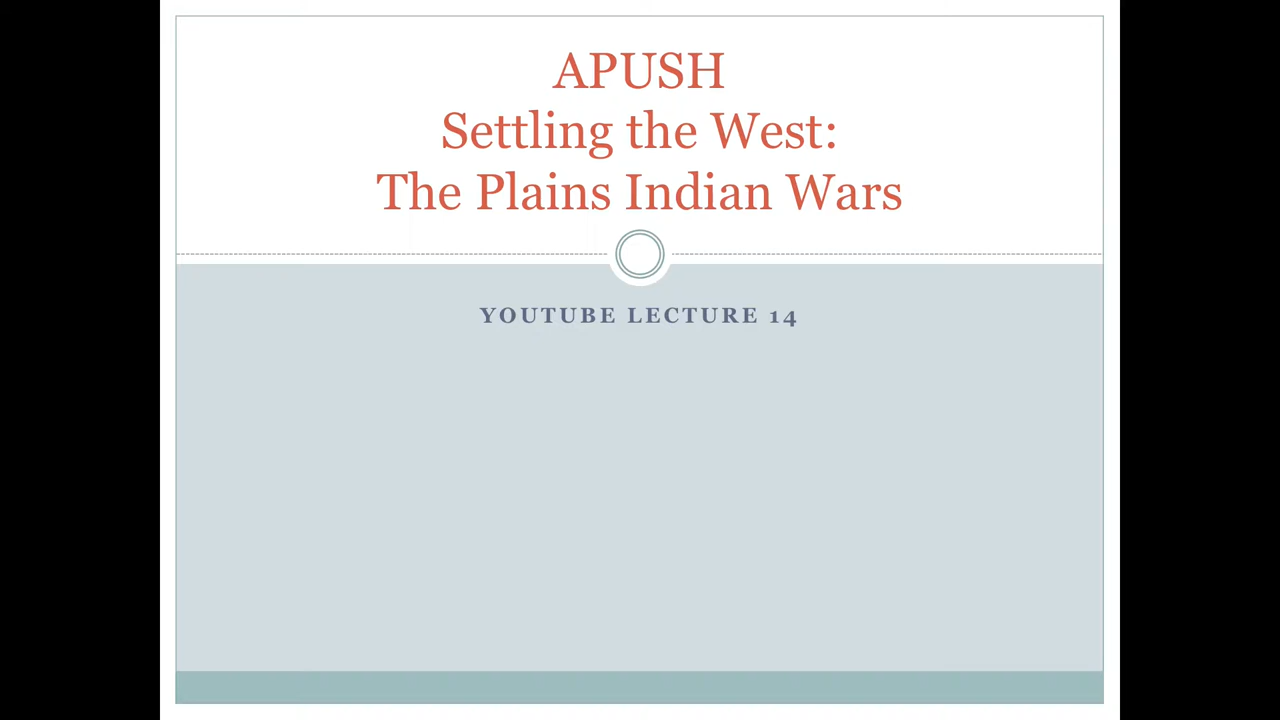 APUSH
Settling the West:
The Plains Indian Wars
YOUTUBE LECTURE 14